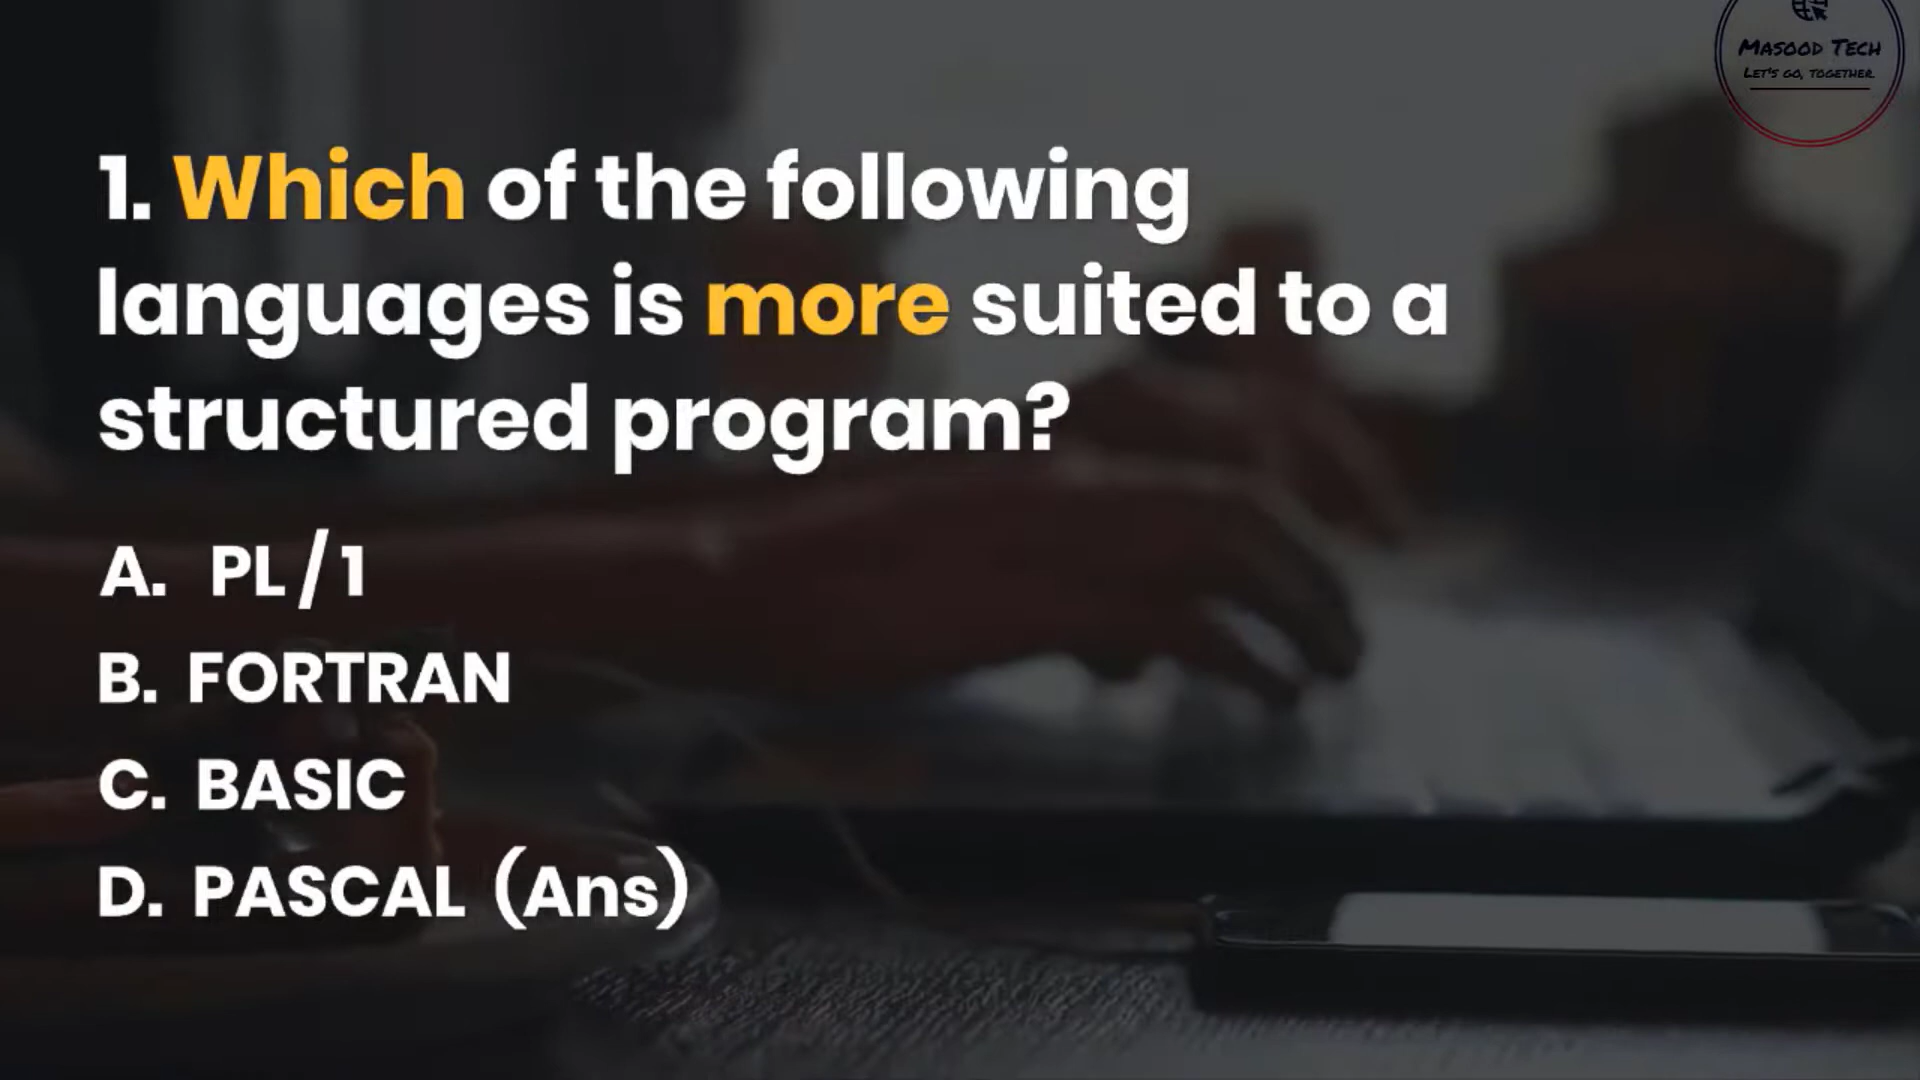 MASOOD TECH
LET'S GO, TOGETHER
1. Which of the following
languages is more suited to a
structured program?
A. PL/1
B. FORTRAN
C. BASIC
D. PASCAL (Ans)